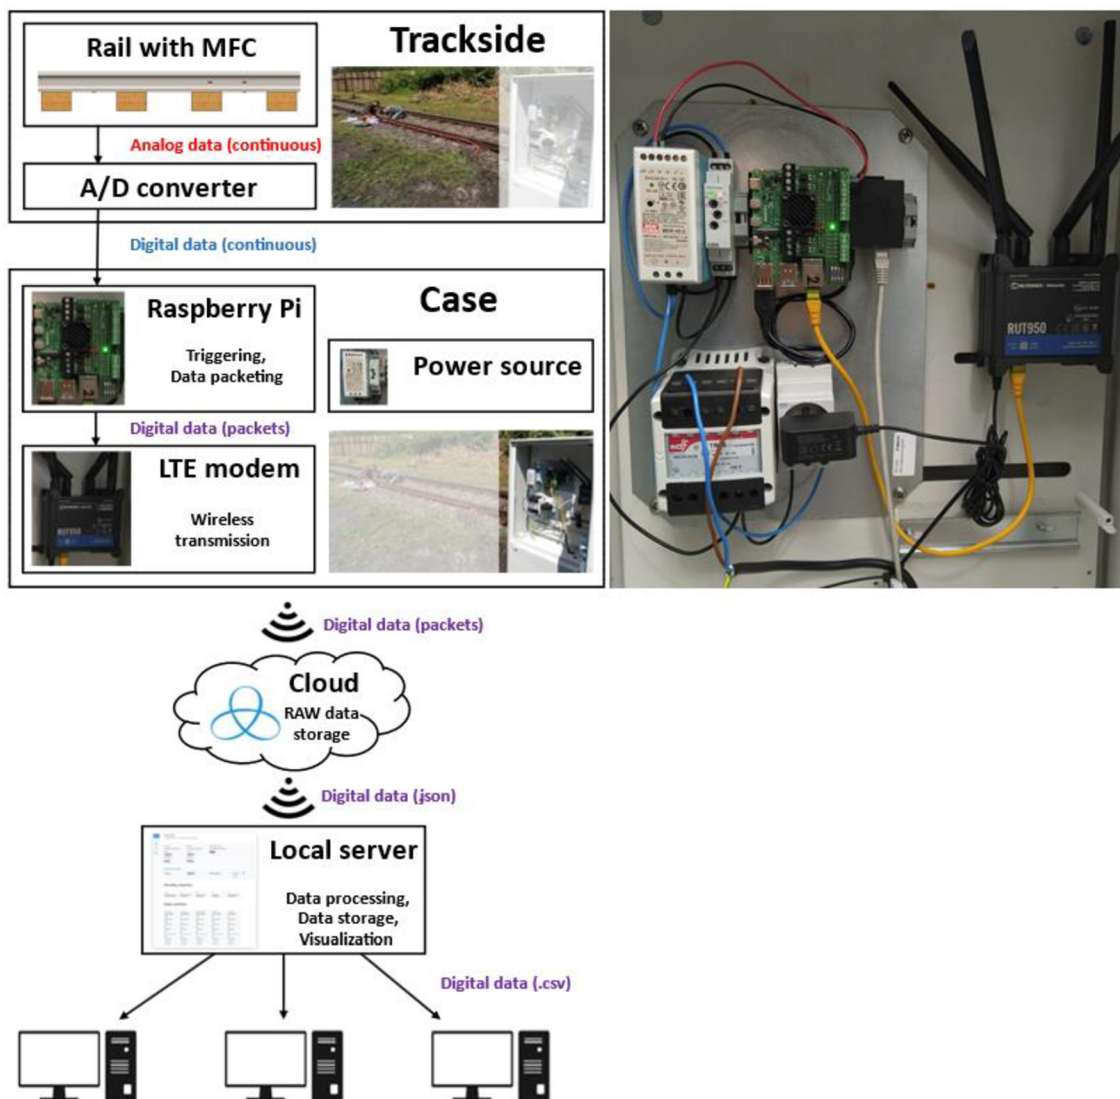 Rail with MFC
Trackside
Analog data (continuous)
A/D converter
Digital data (continuous)
Raspberry Pi
Triggering,
Data packeting
Case
Power source
Digital data (packets)
LTE modem
Wireless
transmission
RUT950
RUT950
Digital data (packets)
Cloud
RAW data
storage
Digital data (.json)
Local server
Data processing,
Data storage,
Visualization
Digital data (.csv)